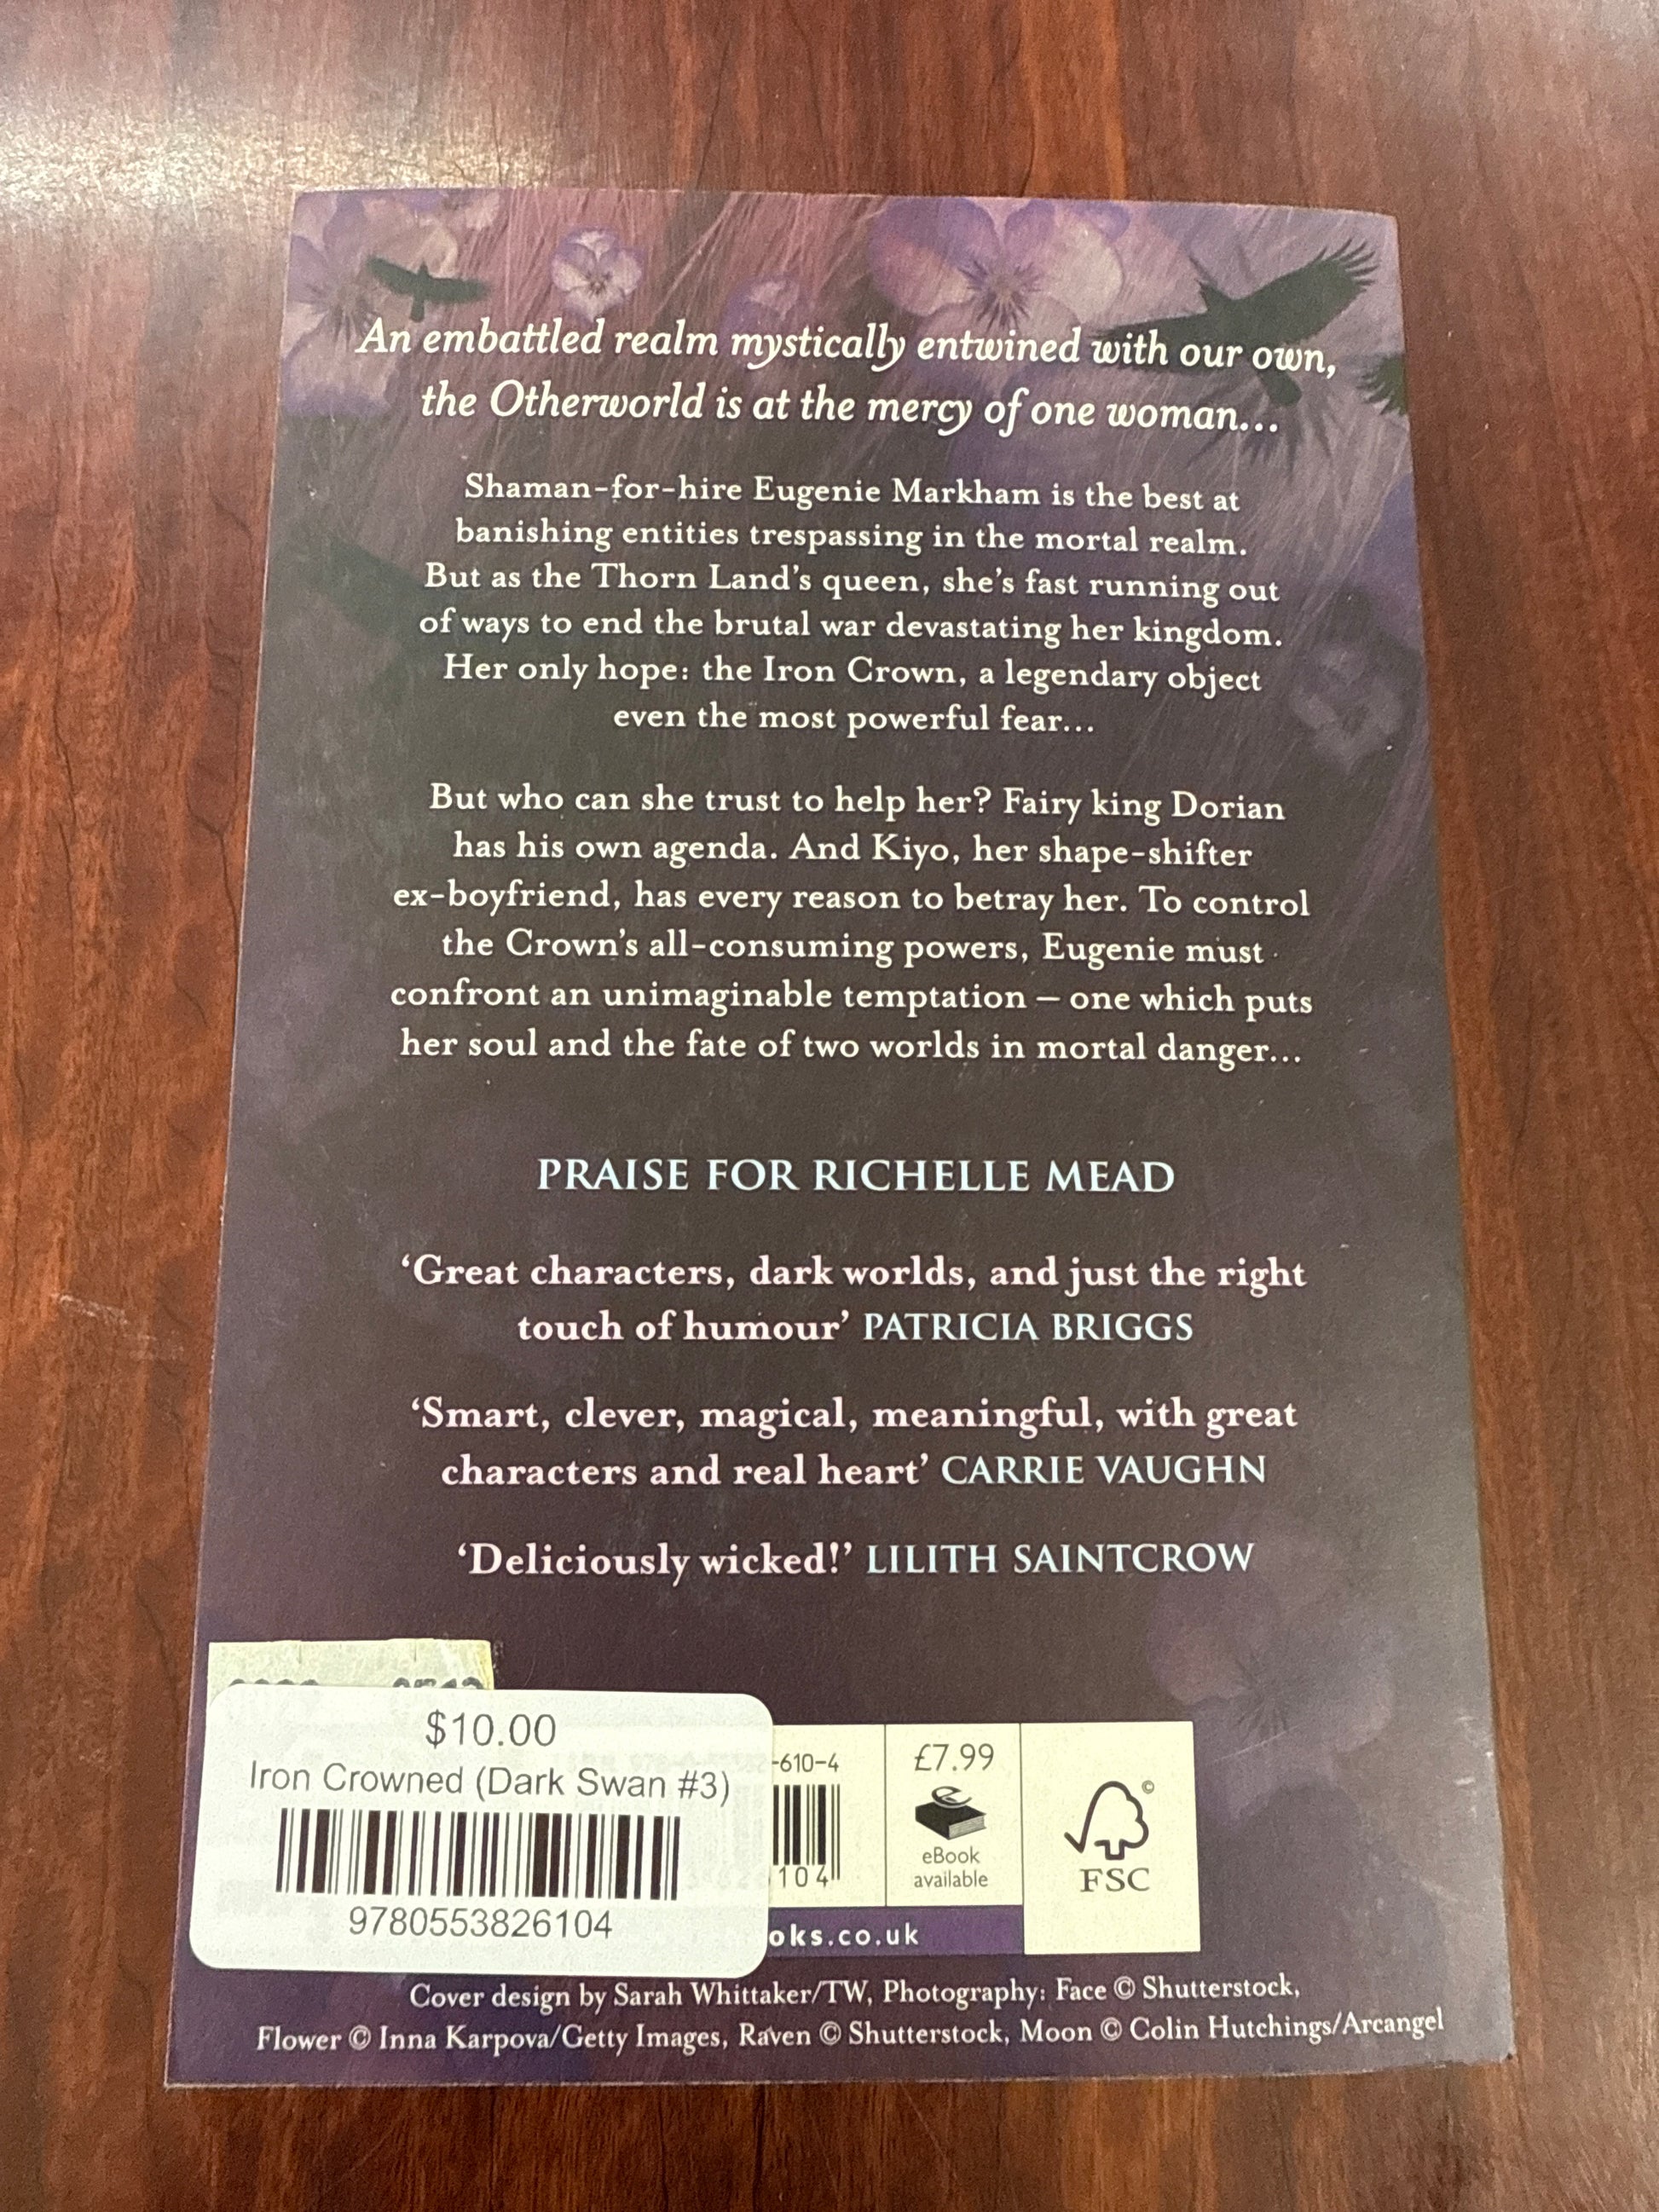 An embattled realm mystically entwined with our own,
the Otherworld is at the mercy of one woman...
Shaman-for-hire Eugenie Markham is the best at
banishing entities trespassing in the mortal realm.
But as the Thorn Land's queen, she's fast running out
of ways to end the brutal war devastating her kingdom.
Her only hope: the Iron Crown, a legendary object
even the most powerful fear...
But who can she trust to help her? Fairy king Dorian
has his own agenda. And Kiyo, her shape-shifter
ex-boyfriend, has every reason to betray her. To control
the Crown's all-consuming powers, Eugenie must
confront an unimaginable temptation – one which puts
her soul and the fate of two worlds in mortal danger...
PRAISE FOR RICHELLE MEAD
'Great characters, dark worlds, and just the right
touch of humour' PATRICIA BRIGGS
'Smart, clever, magical, meaningful, with great
characters and real heart' CARRIE VAUGHN
'Deliciously wicked!' LILITH SAINTCROW
$10.00
Iron Crowned (Dark Swan #3)
9780553826104
-610-4
104
£7.99
eBook
available
©
FSC
oks.co.uk
Cover design by Sarah Whittaker/TW, Photography: Face © Shutterstock,
Flower © Inna Karpova/Getty Images, Raven © Shutterstock, Moon © Colin Hutchings/Arcangel